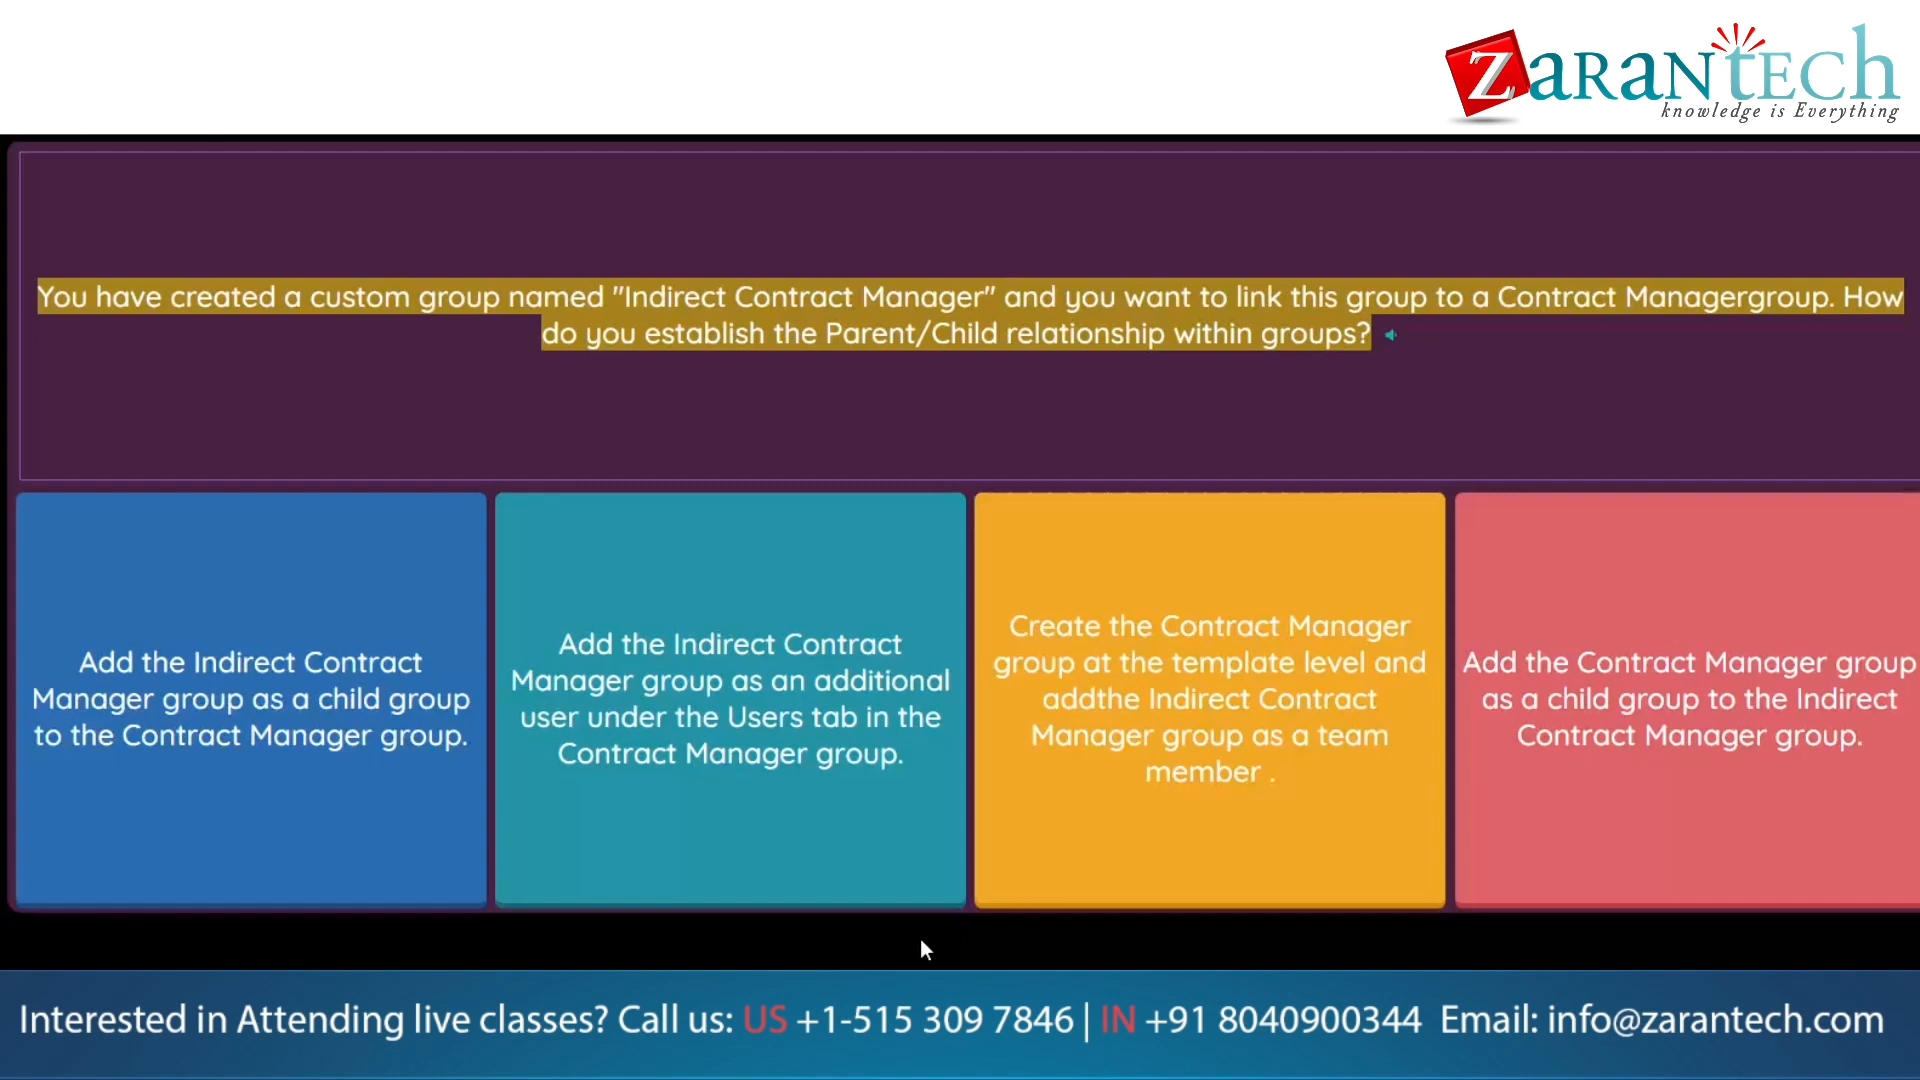 ZaranTech
knowledge is Everything
You have created a custom group named "Indirect Contract Manager" and you want to link this group to a Contract Managergroup. How
do you establish the Parent/Child relationship within groups?
Add the Indirect Contract
Manager group as a child group
to the Contract Manager group.
Add the Indirect Contract
Manager group as an additional
user under the Users tab in the
Contract Manager group.
Create the Contract Manager
group at the template level and
addthe Indirect Contract
Manager group as a team
member .
Add the Contract Manager group
as a child group to the Indirect
Contract Manager group.
Interested in Attending live classes? Call us: US +1-515 309 7846 | IN +91 8040900344 Email: info@zarantech.com